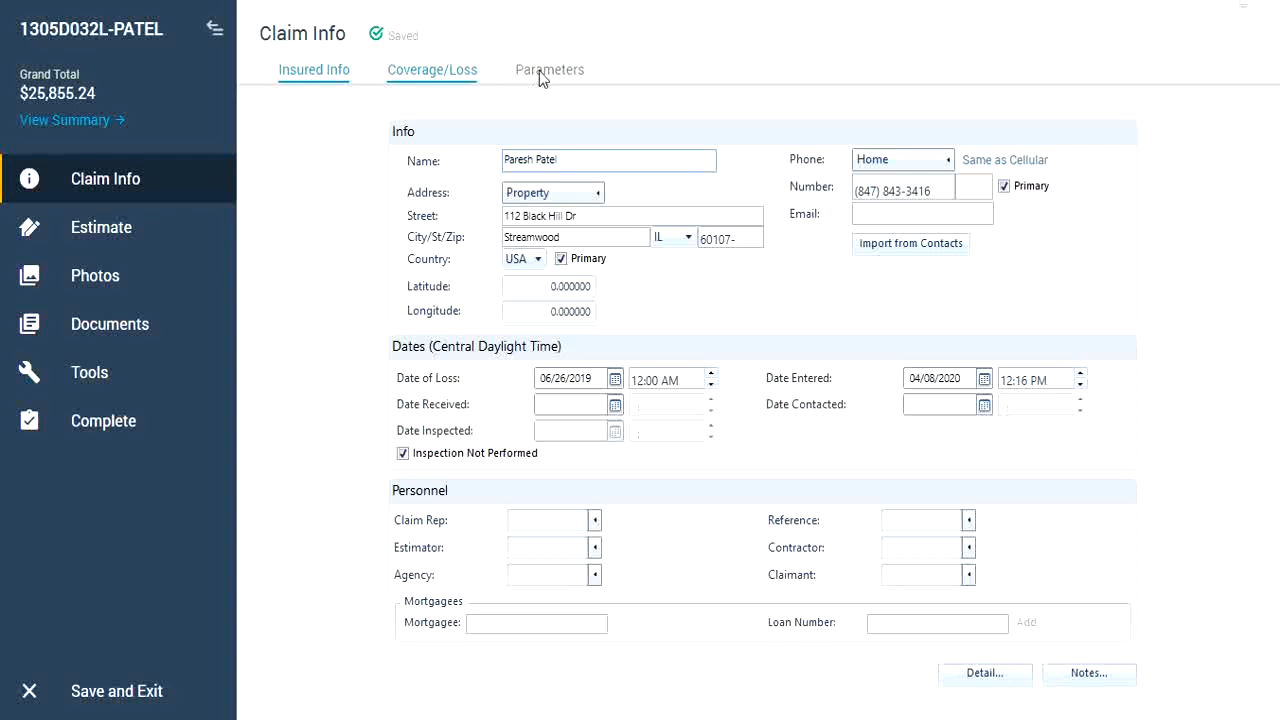 1305D032L-PATEL
Grand Total
$25,855.24
View Summary →
Claim Info
Estimate
Photos
Documents
Tools
Complete
Save and Exit
Claim Info Saved
Insured Info Coverage/Loss Parameters
Info
Name: Paresh Patel
Address: Property
Street: 112 Black Hill Dr
City/St/Zip: Streamwood IL 60107-
Country: USA Primary
Latitude: 0.000000
Longitude: 0.000000
Phone: Home Same as Cellular
Number: (847) 843-3416 Primary
Email:
Import from Contacts
Dates (Central Daylight Time)
Date of Loss: 06/26/2019 12:00 AM Date Entered: 04/08/2020 12:16 PM
Date Received: : Date Contacted: :
Date Inspected: :
Inspection Not Performed
Personnel
Claim Rep: Reference:
Estimator: Contractor:
Agency: Claimant:
Mortgagees
Mortgagee: Loan Number: Add
Detail... Notes...